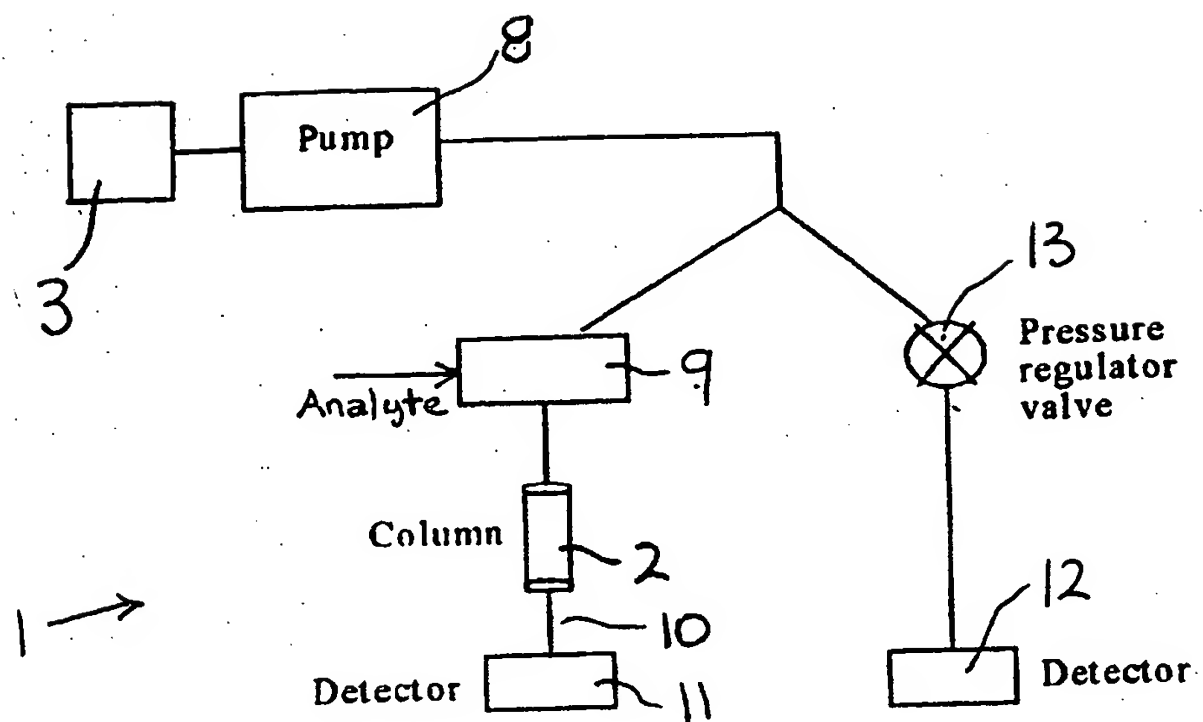 8
Pump
3
13
Pressure
regulator
valve
9
Analyte
Column
2
12
1
10
Detector
11
Detector